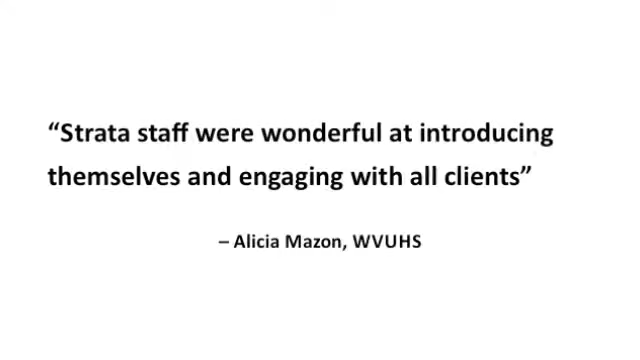 “Strata staff were wonderful at introducing
themselves and engaging with all clients”
– Alicia Mazon, WVUHS